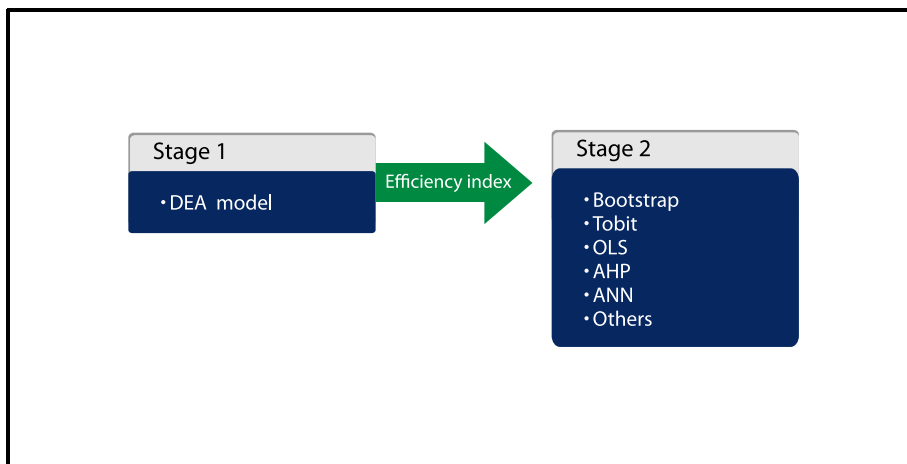 Stage 1
• DEA model
Efficiency index
Stage 2
• Bootstrap
• Tobit
• OLS
• AHP
• ANN
• Others